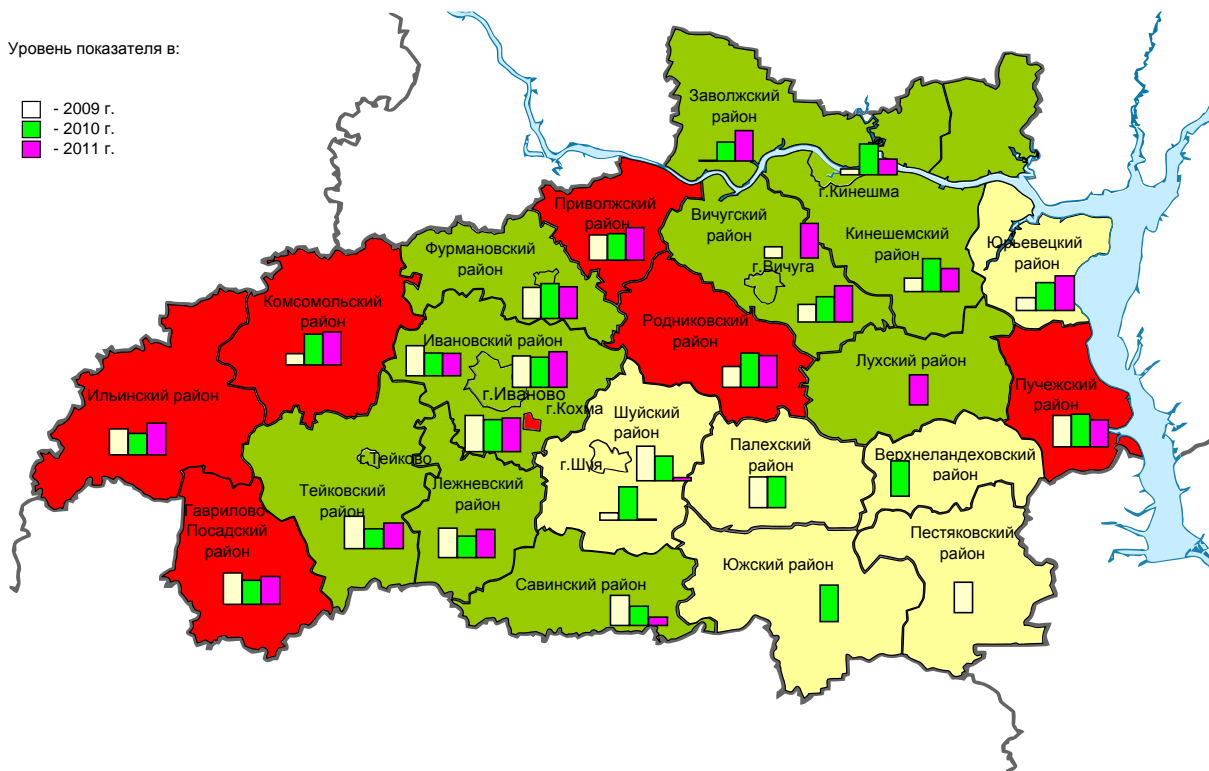 Уровень показателя в:
- 2009 г.
- 2010 г.
- 2011 г.
Заволжский
район
г.Кинешма
Приволжский
район
Вичугский
район
г.Вичуга
Кинешемский
район
Юрьевецкий
район
Фурмановский
район
Комсомольский
район
Ивановский район
г.Иваново
г.Кохма
Родниковский
район
Лухский район
Пучежский
район
Ильинский район
Шуйский
район
г.Шуя
Палехский
район
Верхнеландеховский
район
г.Тейково
Тейковский
район
Лежневский
район
Гаврилово-
Посадский
район
Савинский район
Южский район
Пестяковский
район